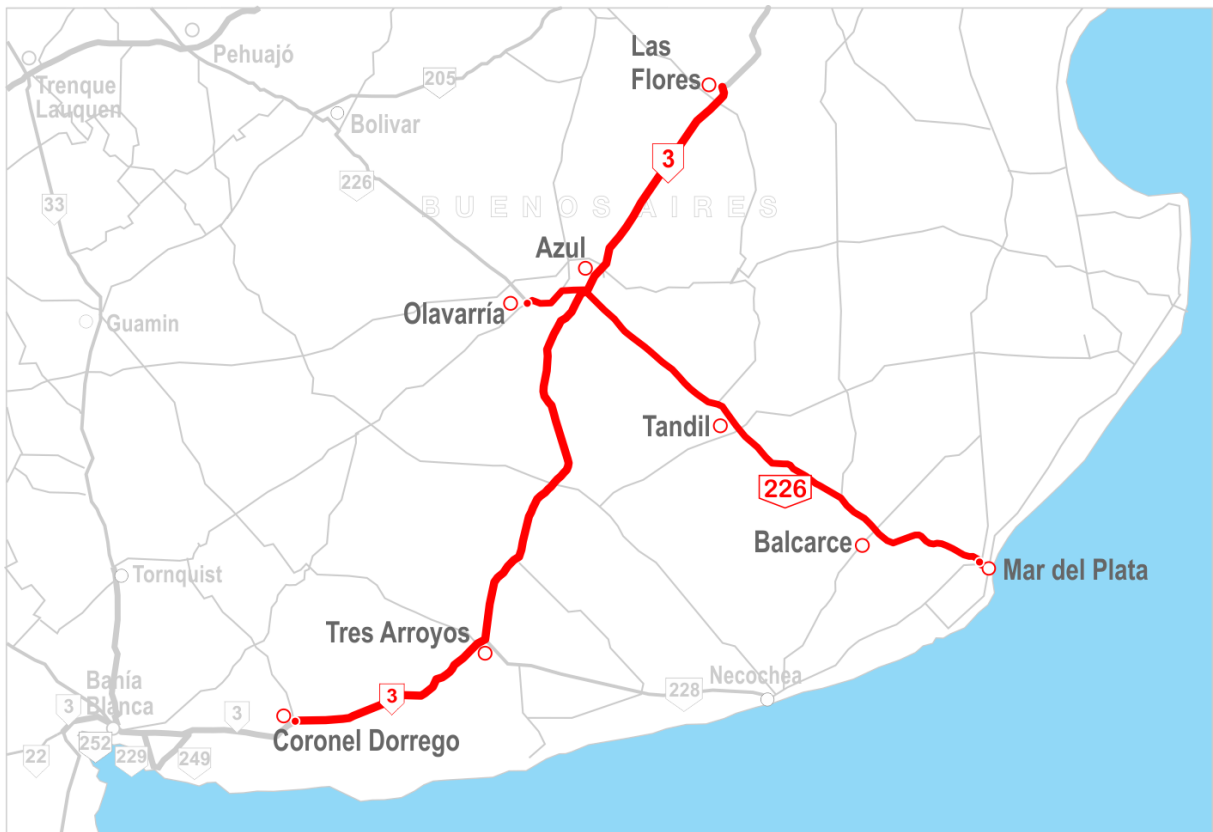 Las
Flores
Pehuajó
Trenque
Lauquen
205
Bolivar
3
226
33
BUENOS AIRES
Azul
Olavarría
Guamin
Tandil
226
Balcarce
Mar del Plata
Tornquist
Tres Arroyos
Necochea
Bahía
Blanca
3
228
3
3
Coronel Dorrego
252
22
229
249